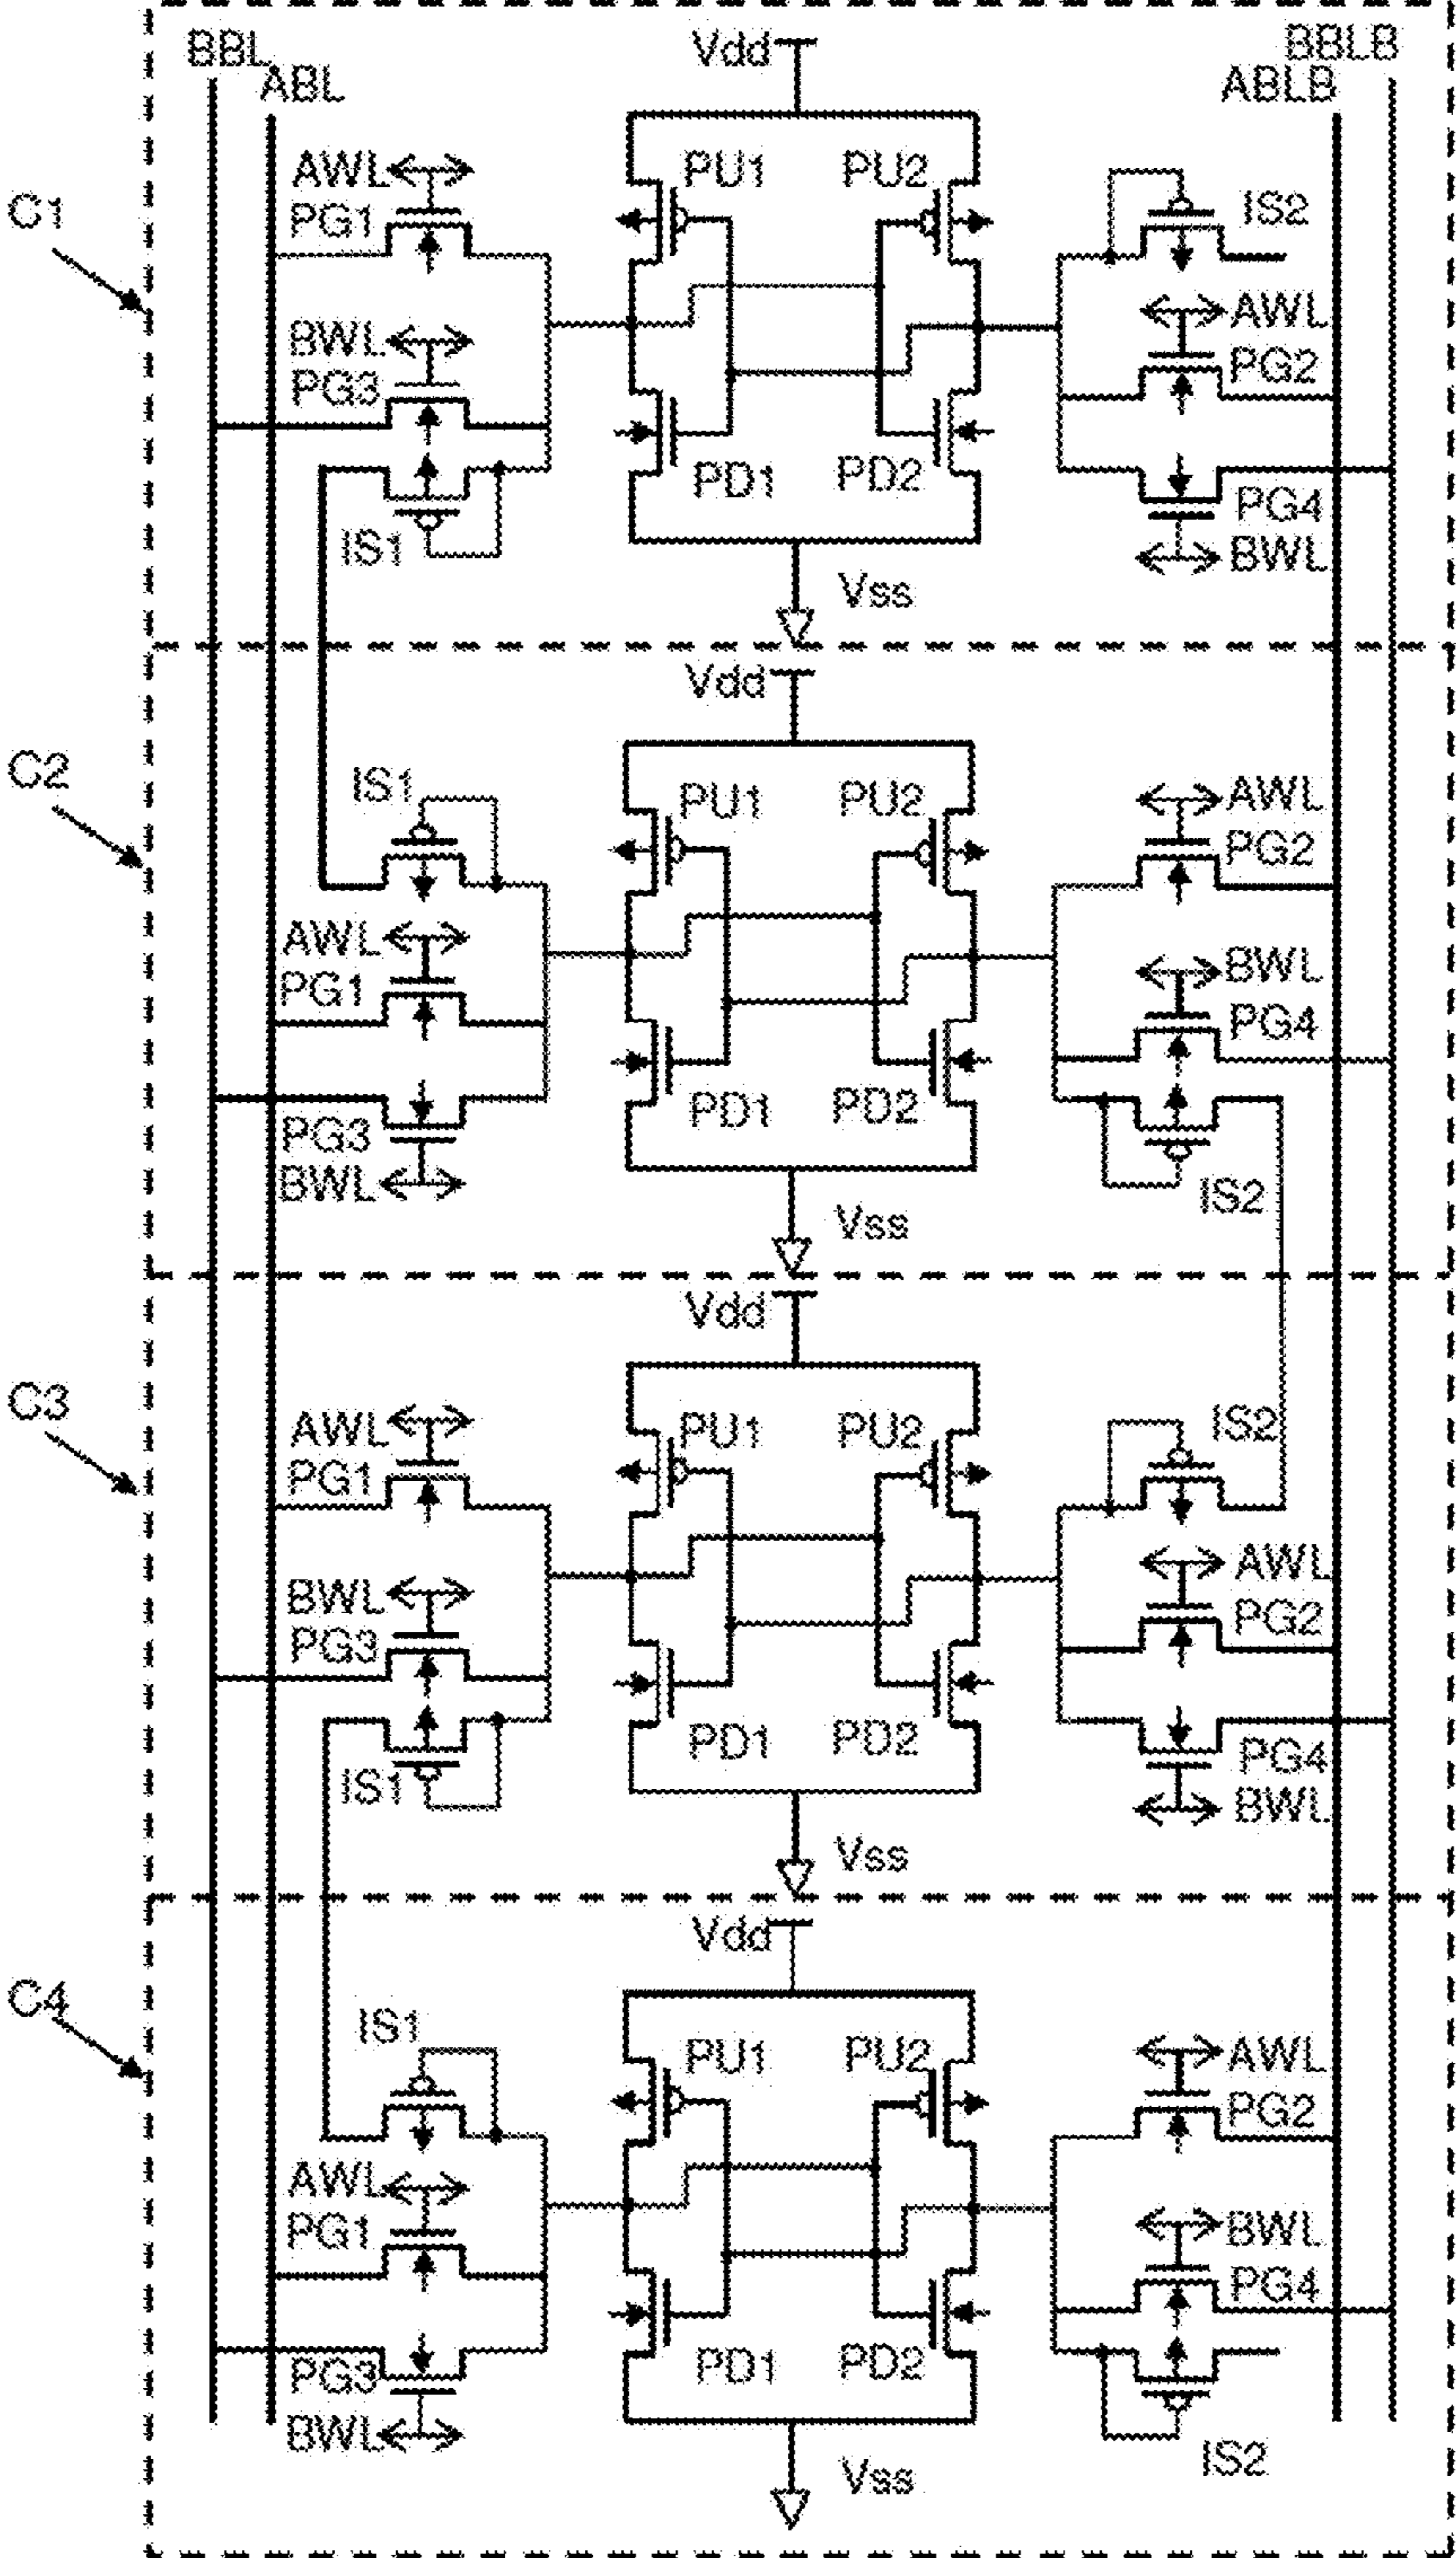 BBL
ABL
Vdd
BBLB
ABLB
C1
AWL
PG1
PU1
PU2
IS2
BWL
PG3
AWL
PG2
IS1
PD1
PD2
PG4
BWL
Vss
C2
Vdd
IS1
PU1
PU2
AWL
PG2
AWL
PG1
BWL
PG4
PG3
BWL
PD1
PD2
IS2
Vss
C3
Vdd
AWL
PG1
PU1
PU2
IS2
BWL
PG3
AWL
PG2
IS1
PD1
PD2
PG4
BWL
Vss
C4
Vdd
IS1
PU1
PU2
AWL
PG2
AWL
PG1
BWL
PG4
PG3
BWL
PD1
PD2
IS2
Vss